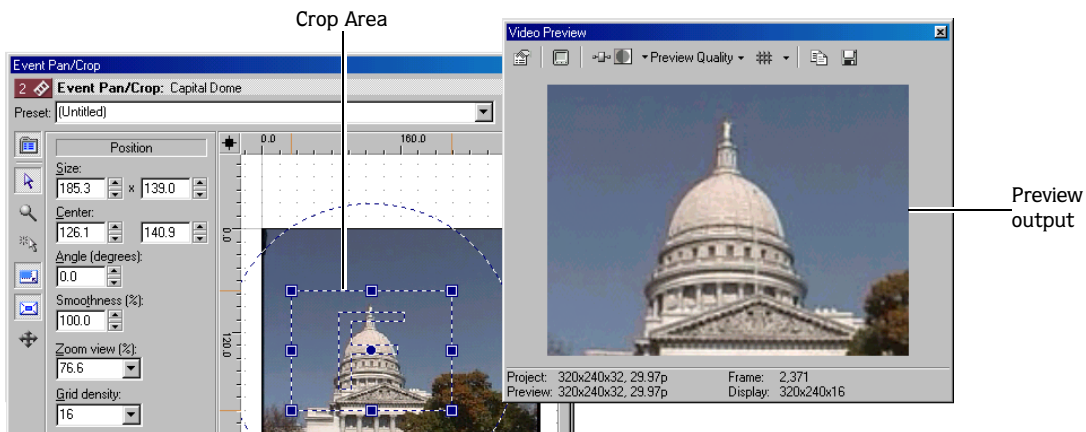 Crop Area
Event Pan/Crop
2 Event Pan/Crop: Capital Dome
Preset: (Untitled)
Position
Size:
185.3 x 139.0
Center:
126.1 140.9
Angle (degrees):
0.0
Smoothness (%):
100.0
Zoom view (%):
76.6
Grid density:
16
0.0 160.0
0.0
120.0
Video Preview
Preview Quality
Project: 320x240x32, 29.97p Frame: 2,371
Preview: 320x240x32, 29.97p Display: 320x240x16
Preview
output